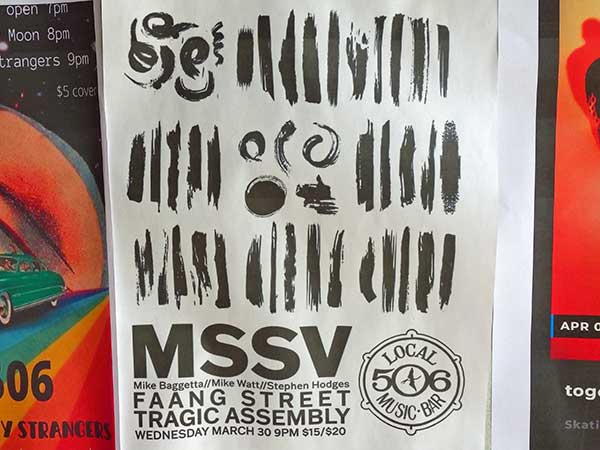 open 7pm
Moon 8pm
trangers 9pm
$5 cover
506
Y STRANGERS
MSSV
Mike Baggetta//Mike Watt//Stephen Hodges
FAANG STREET
TRAGIC ASSEMBLY
WEDNESDAY MARCH 30 9PM $15/$20
LOCAL
506
MUSIC·BAR
APR 0
toge
Skati